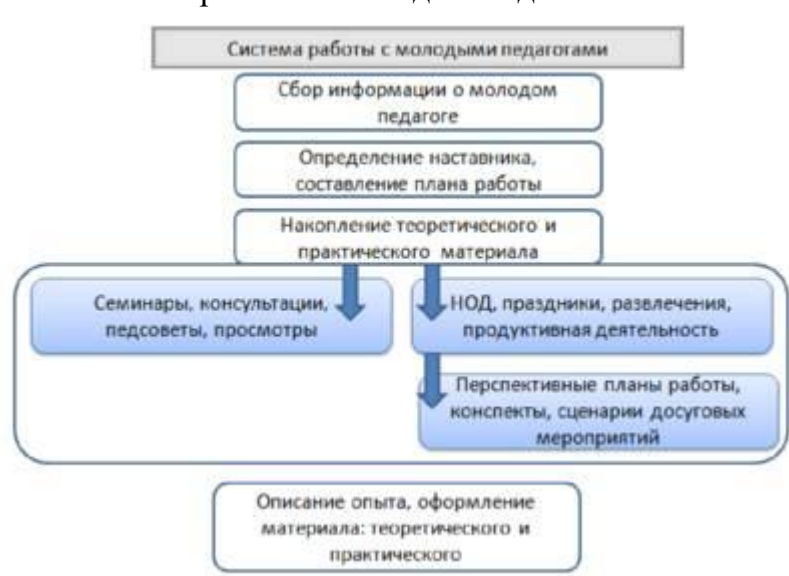 Система работы с молодыми педагогами
Сбор информации о молодом
педагоге
Определение наставника,
составление плана работы
Накопление теоретического и
практического материала
Семинары, консультации,
педсоветы, просмотры
НОД, праздники, развлечения,
продуктивная деятельность
Перспективные планы работы,
конспекты, сценарии досуговых
мероприятий
Описание опыта, оформление
материала: теоретического и
практического